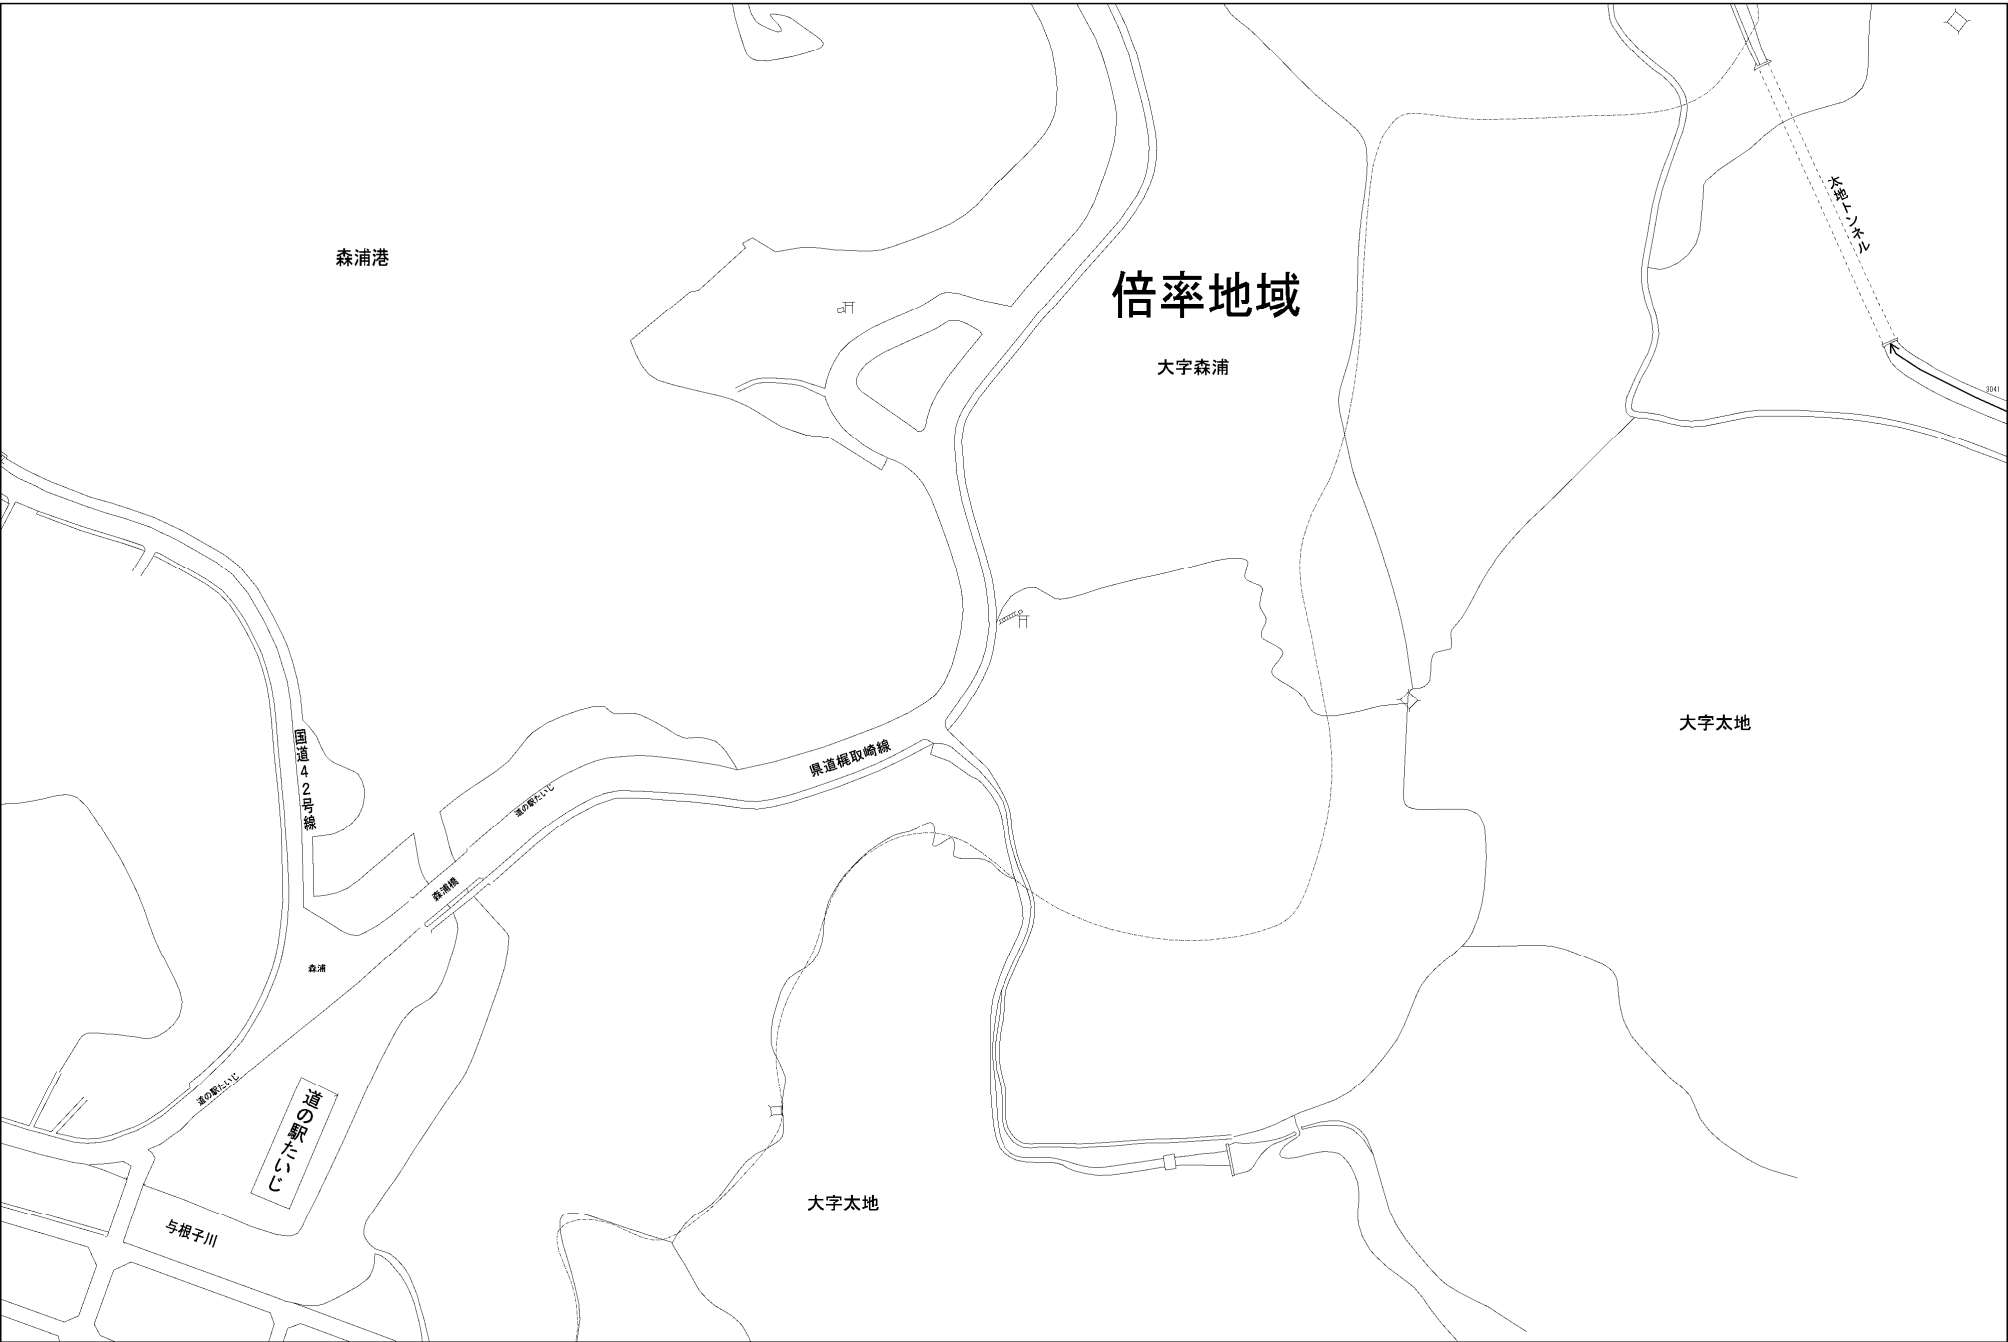 太地トンネル
森浦港
倍率地域
大字森浦
3041
大字太地
国道42号線
県道梶取崎線
道の駅たいじ
森浦橋
森浦
道の駅たいじ
道の駅たいじ
大字太地
与根子川